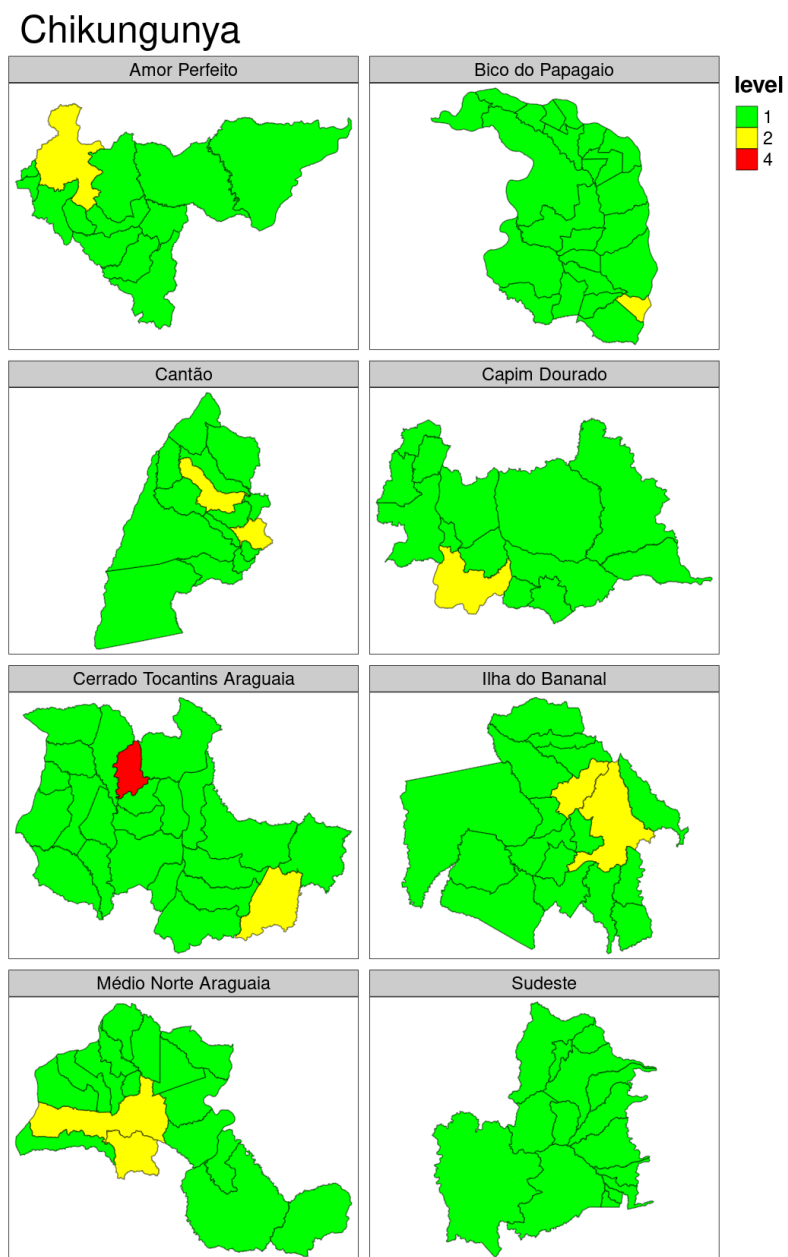 Chikungunya
Amor Perfeito
Bico do Papagaio
level
1
2
4
Cantão
Capim Dourado
Cerrado Tocantins Araguaia
Ilha do Bananal
Médio Norte Araguaia
Sudeste